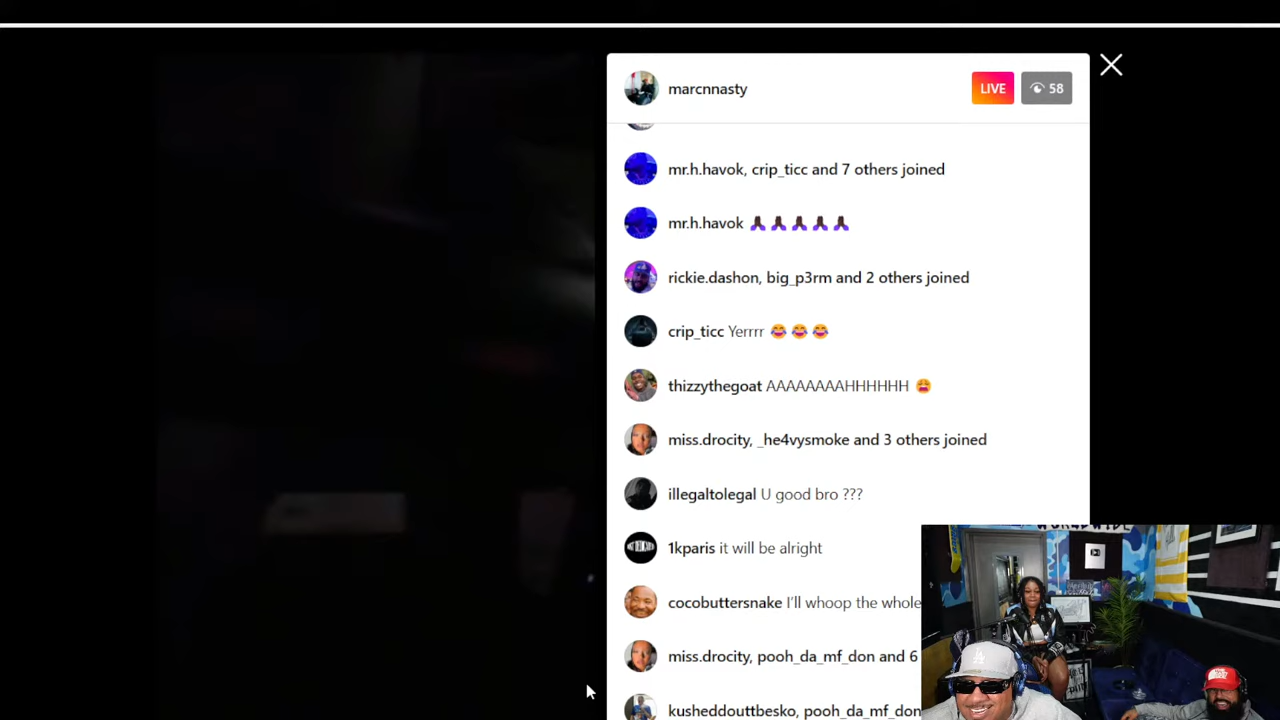 marcnnasty
LIVE
58
mr.h.havok, crip_ticc and 7 others joined
mr.h.havok
rickie.dashon, big_p3rm and 2 others joined
crip_ticc Yerrrr 😂 😂 😂
thizzythegoat AAAAAAAAHHHHHH 😩
miss.drocity, _he4vysmoke and 3 others joined
illegaltolegal U good bro ???
1kparis it will be alright
cocobuttersnake I'll whoop the whole
miss.drocity, pooh_da_mf_don and 6
kusheddouttbesko, pooh_da_mf_don
WORLDWIDE